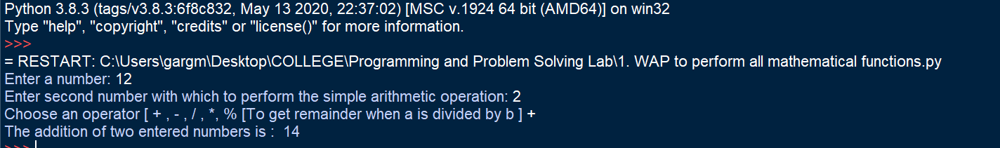 Python 3.8.3 (tags/v3.8.3:6f8c832, May 13 2020, 22:37:02) [MSC v.1924 64 bit (AMD64)] on win32
Type "help", "copyright", "credits" or "license()" for more information.
>>>
= RESTART: C:\Users\gargm\Desktop\COLLEGE\Programming and Problem Solving Lab\1. WAP to perform all mathematical functions.py
Enter a number: 12
Enter second number with which to perform the simple arithmetic operation: 2
Choose an operator [ + , - , / , *, % [To get remainder when a is divided by b ] +
The addition of two entered numbers is :  14
>>>